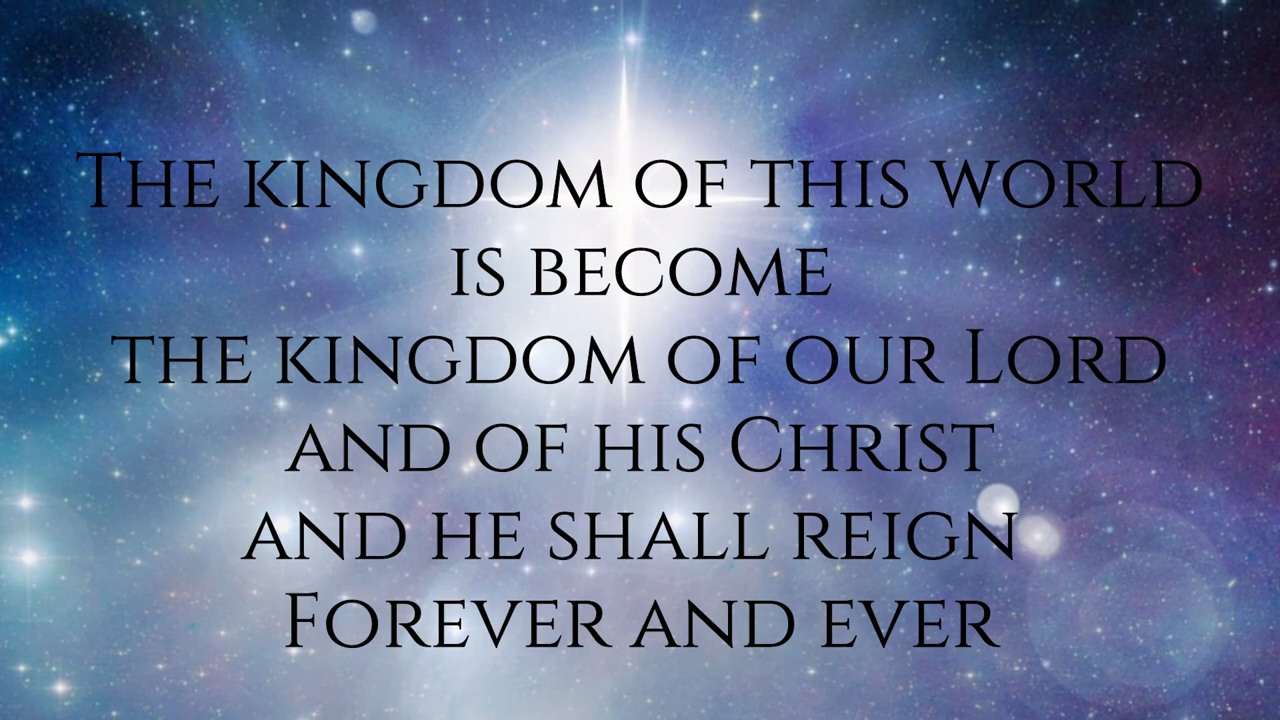 The kingdom of this world
is become
the kingdom of our Lord
and of his Christ
and he shall reign
Forever and ever